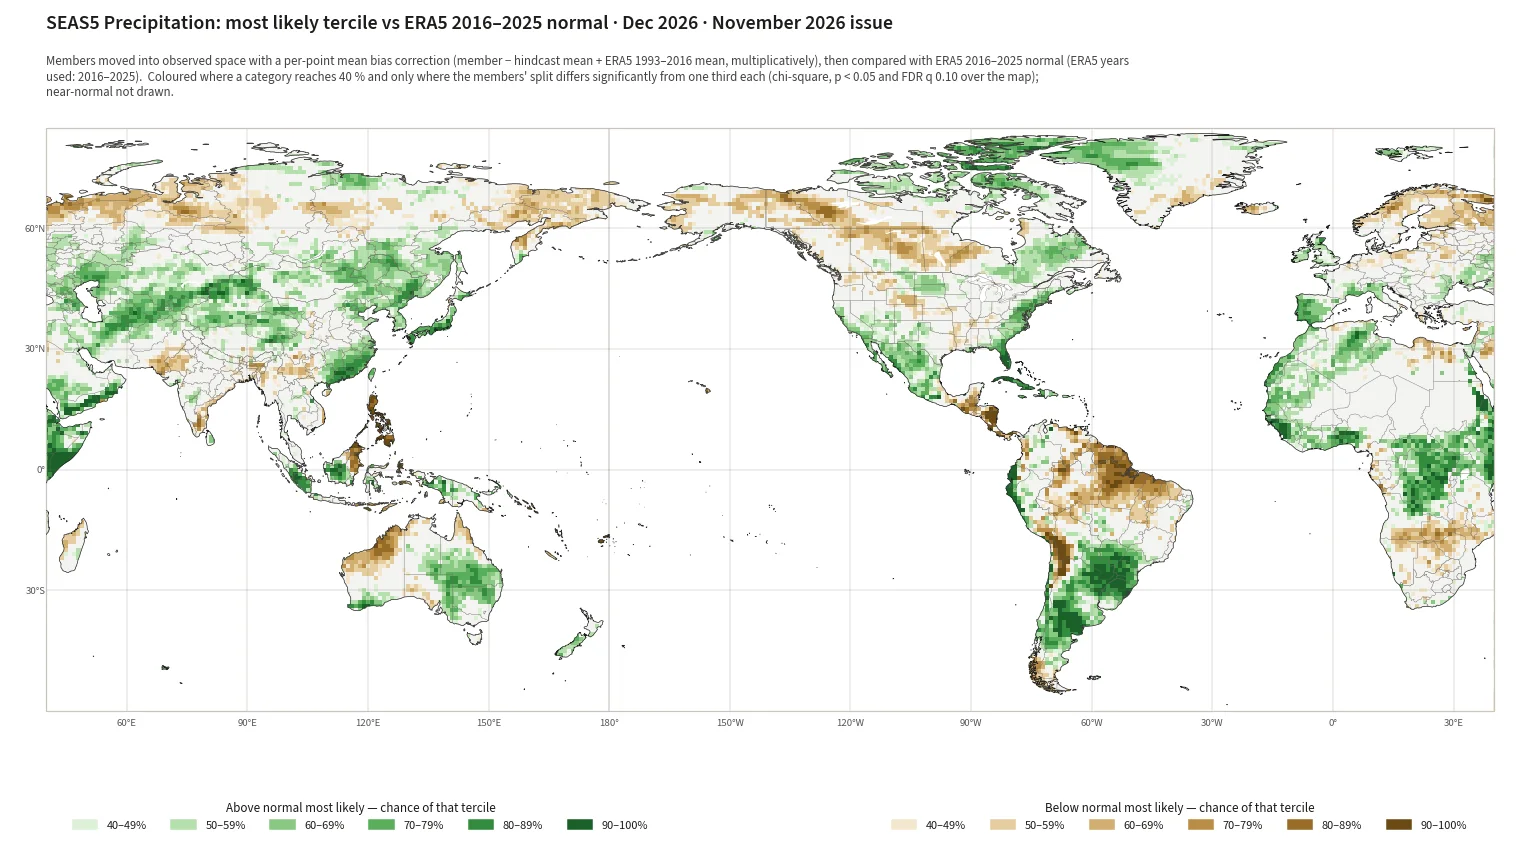 SEAS5 Precipitation: most likely tercile vs ERA5 2016–2025 normal · Dec 2026 · November 2026 issue
Members moved into observed space with a per-point mean bias correction (member − hindcast mean + ERA5 1993–2016 mean, multiplicatively), then compared with ERA5 2016–2025 normal (ERA5 years
used: 2016–2025).  Coloured where a category reaches 40 % and only where the members' split differs significantly from one third each (chi-square, p < 0.05 and FDR q 0.10 over the map);
near-normal not drawn.
60°N
30°N
0°
30°S
60°E 90°E 120°E 150°E 180° 150°W 120°W 90°W 60°W 30°W 0° 30°E
Above normal most likely — chance of that tercile
40–49% 50–59% 60–69% 70–79% 80–89% 90–100%
Below normal most likely — chance of that tercile
40–49% 50–59% 60–69% 70–79% 80–89% 90–100%